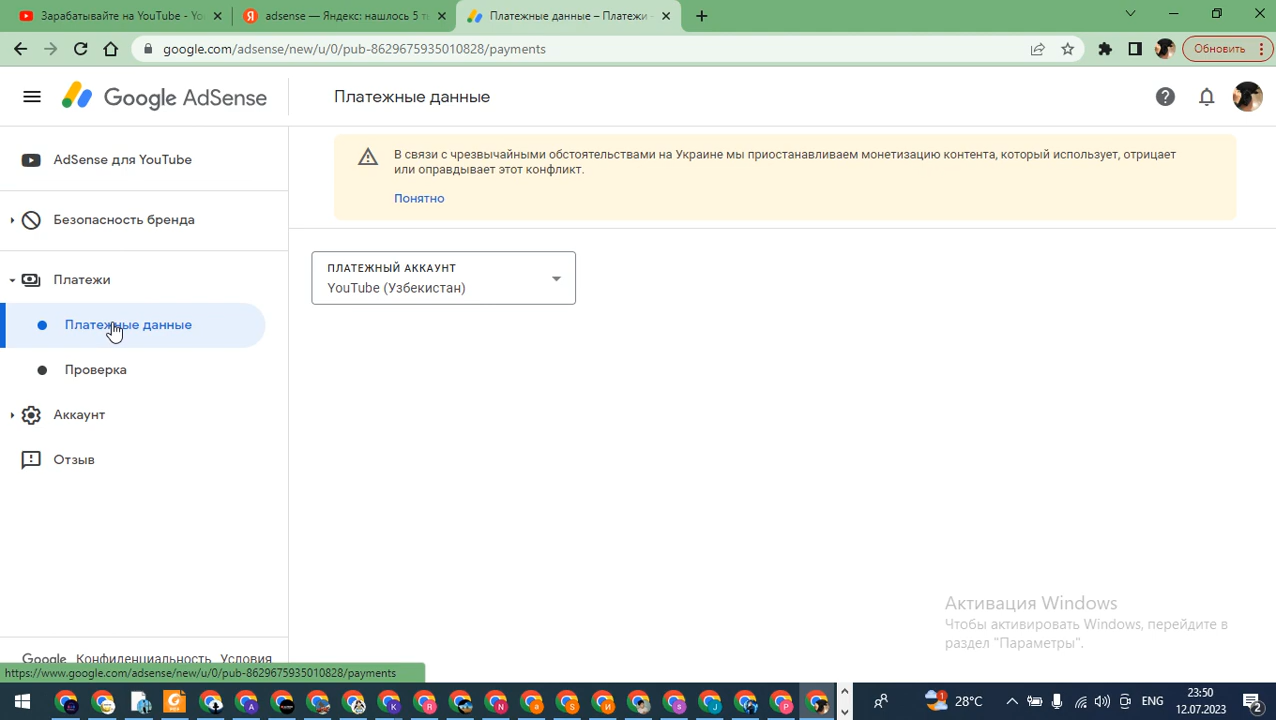 Зарабатывайте на YouTube - Yo
adsense — Яндекс: нашлось 5 т
Платежные данные – Платежи -
google.com/adsense/new/u/0/pub-8629675935010828/payments
Обновить
Google AdSense
Платежные данные
AdSense для YouTube
Безопасность бренда
Платежи
Платежные данные
Проверка
Аккаунт
Отзыв
В связи с чрезвычайными обстоятельствами на Украине мы приостанавливаем монетизацию контента, который использует, отрицает
или оправдывает этот конфликт.
Понятно
ПЛАТЕЖНЫЙ АККАУНТ
YouTube (Узбекистан)
Активация Windows
Чтобы активировать Windows, перейдите в
раздел "Параметры".
Google Конфиденциальность Условия
https://www.google.com/adsense/new/u/0/pub-8629675935010828/payments
28°C
ENG
23:50
12.07.2023
2